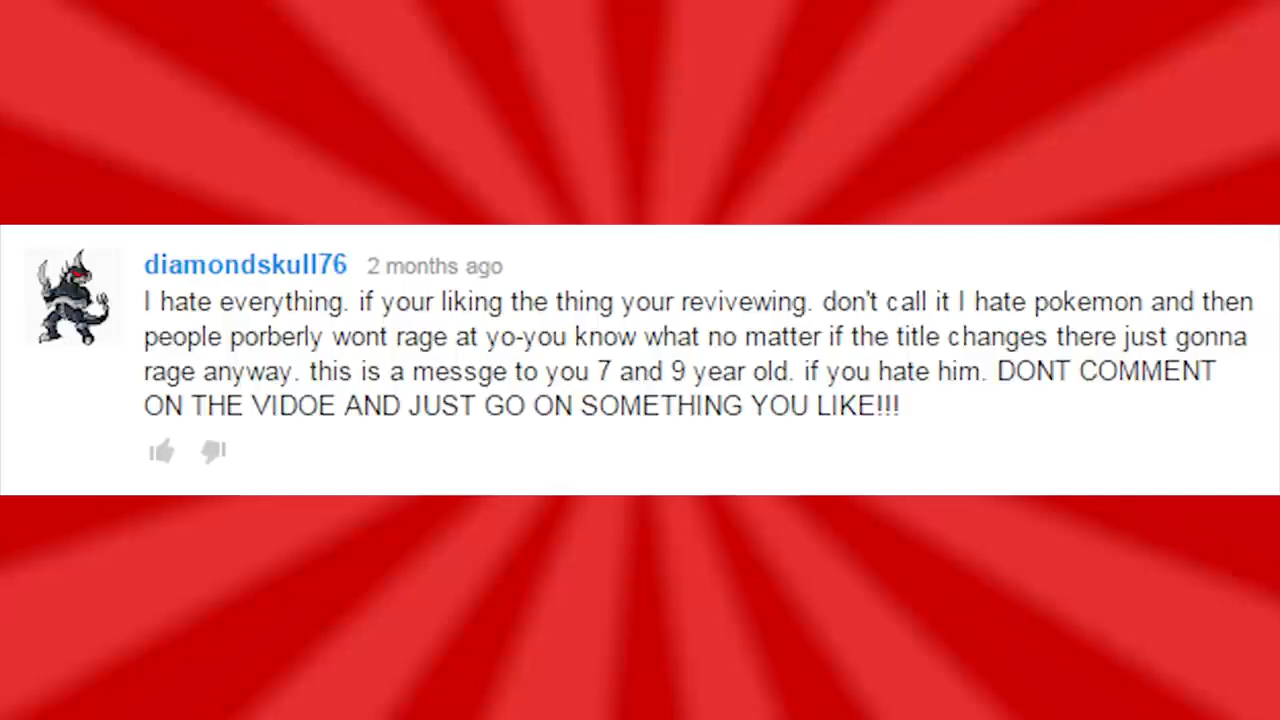 diamondskull76 2 months ago
I hate everything. if your liking the thing your revivewing. don't call it I hate pokemon and then
people porberly wont rage at yo-you know what no matter if the title changes there just gonna
rage anyway. this is a messge to you 7 and 9 year old. if you hate him. DONT COMMENT
ON THE VIDOE AND JUST GO ON SOMETHING YOU LIKE!!!